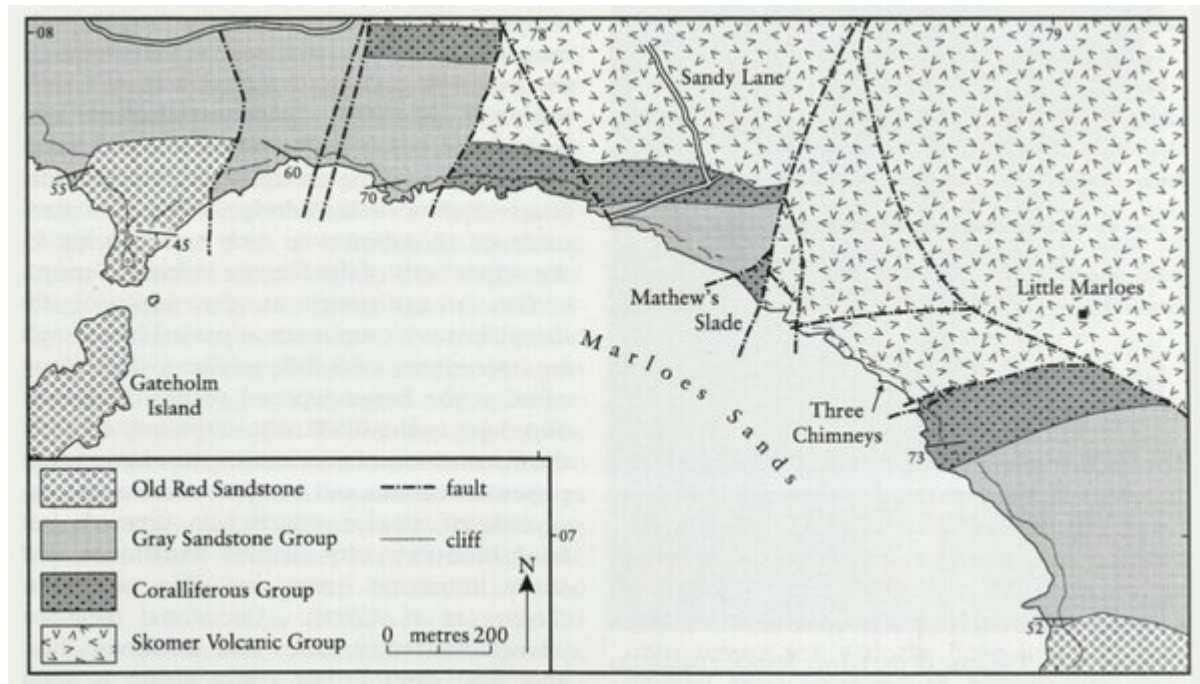 08
78
79
Sandy Lane
55
60
70
45
Mathew's
Slade
Little Marloes
Marloes Sands
Gateholm
Island
Three
Chimneys
73
Old Red Sandstone
fault
Gray Sandstone Group
cliff
07
Coralliferous Group
N
0 metres 200
Skomer Volcanic Group
52